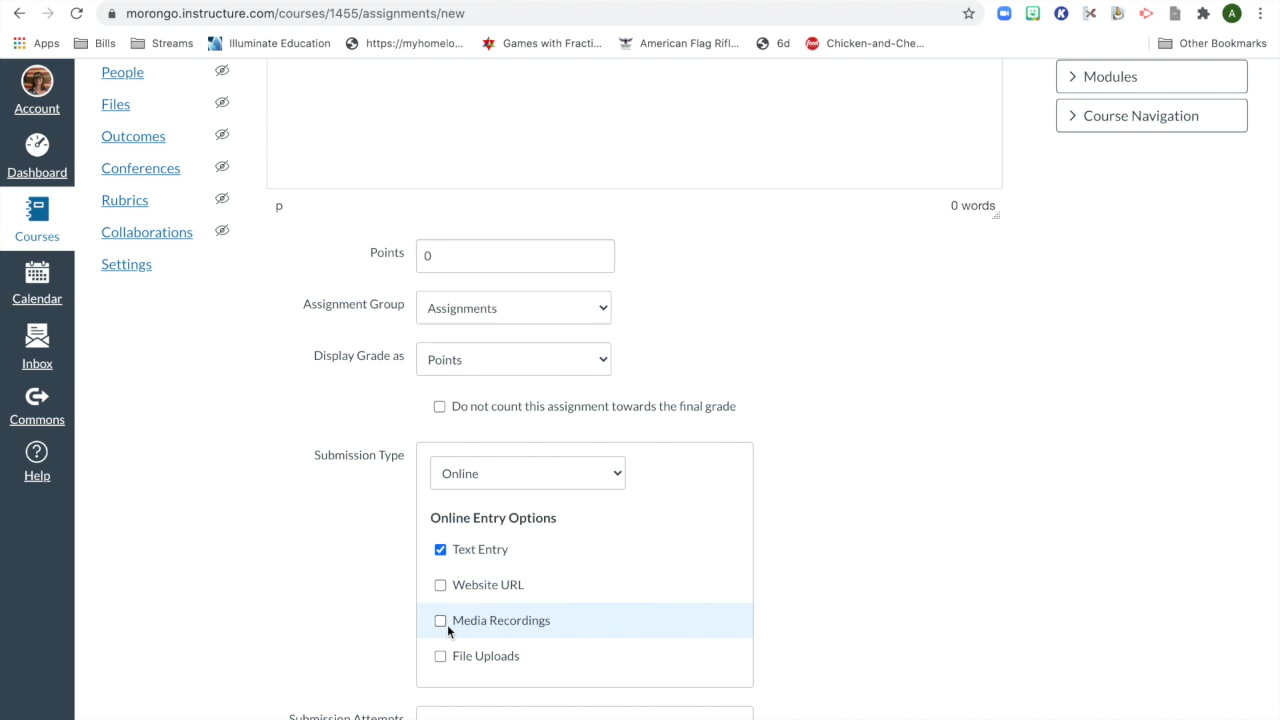 morongo.instructure.com/courses/1455/assignments/new
A
Apps
Bills
Streams
Illuminate Education
https://myhomelo...
Games with Fracti...
American Flag Rifl...
6d
Chicken-and-Che...
Other Bookmarks
Account
Dashboard
Courses
Calendar
Inbox
Commons
Help
People
Files
Outcomes
Conferences
Rubrics
Collaborations
Settings
Modules
Course Navigation
p
0 words
Points
0
Assignment Group
Assignments
Display Grade as
Points
Do not count this assignment towards the final grade
Submission Type
Online
Online Entry Options
Text Entry
Website URL
Media Recordings
File Uploads
Submission Attempts